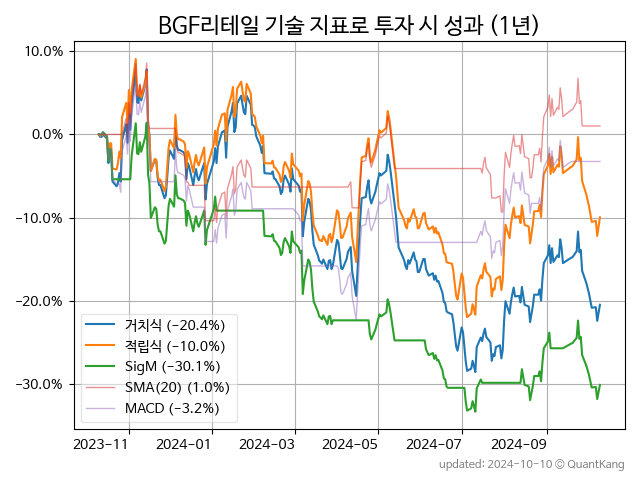 BGF리테일 기술 지표로 투자 시 성과 (1년)
10.0%
0.0%
−10.0%
−20.0%
−30.0%
거치식 (−20.4%)
적립식 (−10.0%)
SigM (−30.1%)
SMA(20) (1.0%)
MACD (−3.2%)
2023−11 2024−01 2024−03 2024−05 2024−07 2024−09
updated: 2024−10−10 © QuantKang